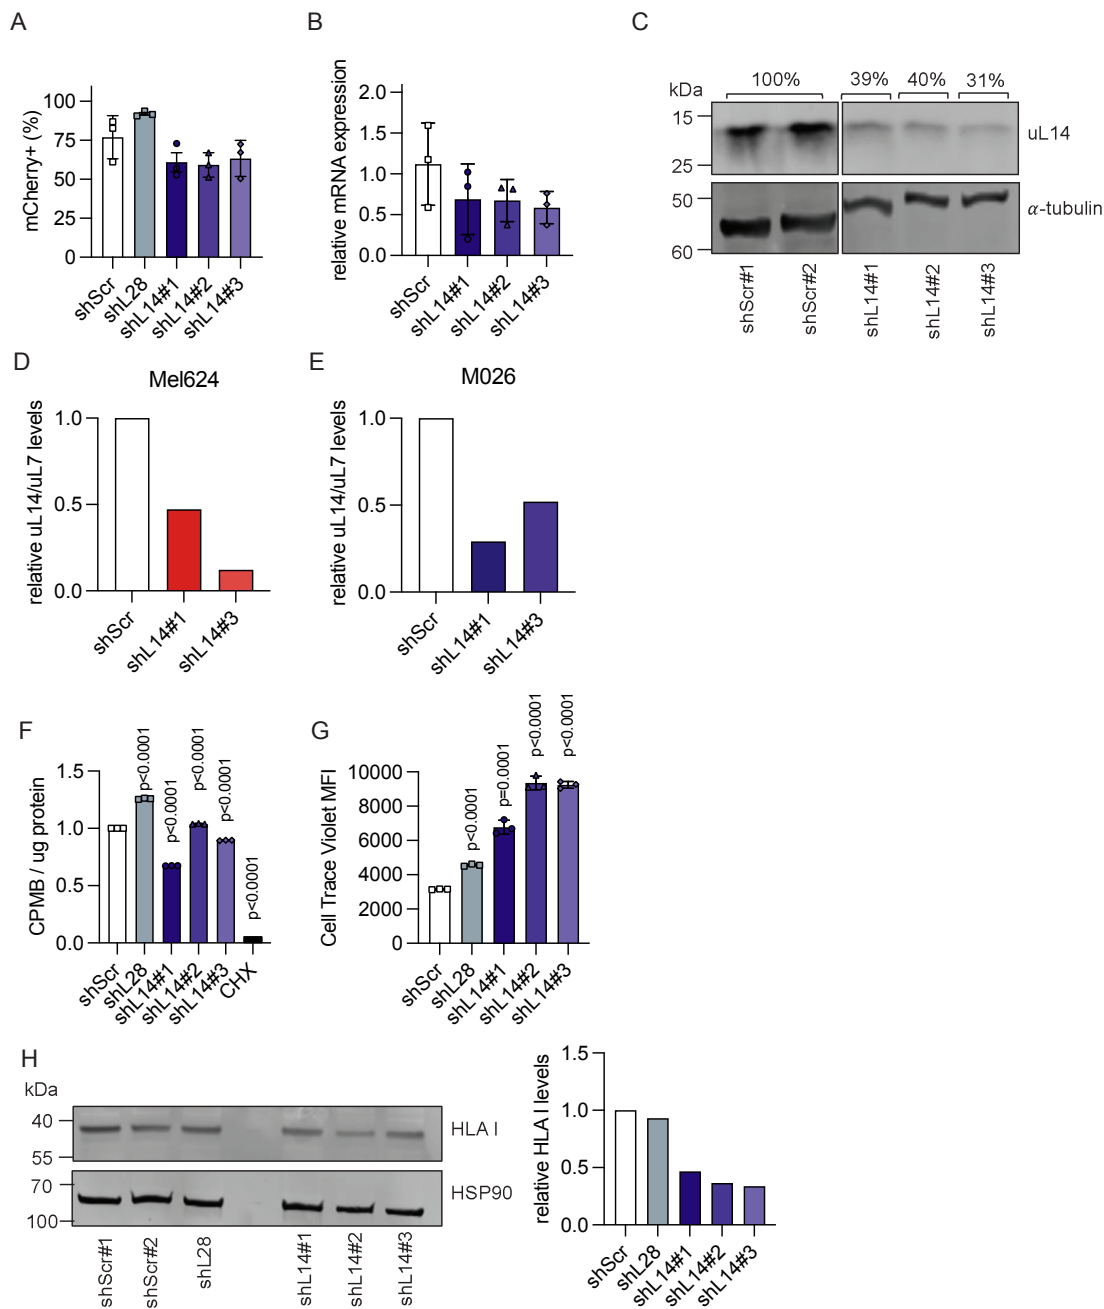 A
mCherry+ (%)
100
75
50
25
0
shScr
shL28
shL14#1
shL14#2
shL14#3
B
relative mRNA expression
2.0
1.5
1.0
0.5
0.0
shScr
shL14#1
shL14#2
shL14#3
C
kDa
100%
39%
40%
31%
15
25
uL14
50
60
α-tubulin
shScr#1
shScr#2
shL14#1
shL14#2
shL14#3
D
Mel624
relative uL14/uL7 levels
1.0
0.5
0.0
shScr
shL14#1
shL14#3
E
M026
relative uL14/uL7 levels
1.0
0.5
0.0
shScr
shL14#1
shL14#3
F
CPMB / ug protein
1.5
1.0
0.5
0.0
p<0.0001
p<0.0001
p<0.0001
p<0.0001
p<0.0001
shScr
shL28
shL14#1
shL14#2
shL14#3
CHX
G
Cell Trace Violet MFI
10000
8000
6000
4000
2000
0
p<0.0001
p=0.0001
p<0.0001
p<0.0001
shScr
shL28
shL14#1
shL14#2
shL14#3
H
kDa
40
55
HLA I
70
100
HSP90
shScr#1
shScr#2
shL28
shL14#1
shL14#2
shL14#3
relative HLA I levels
1.5
1.0
0.5
0.0
shScr
shL28
shL14#1
shL14#2
shL14#3